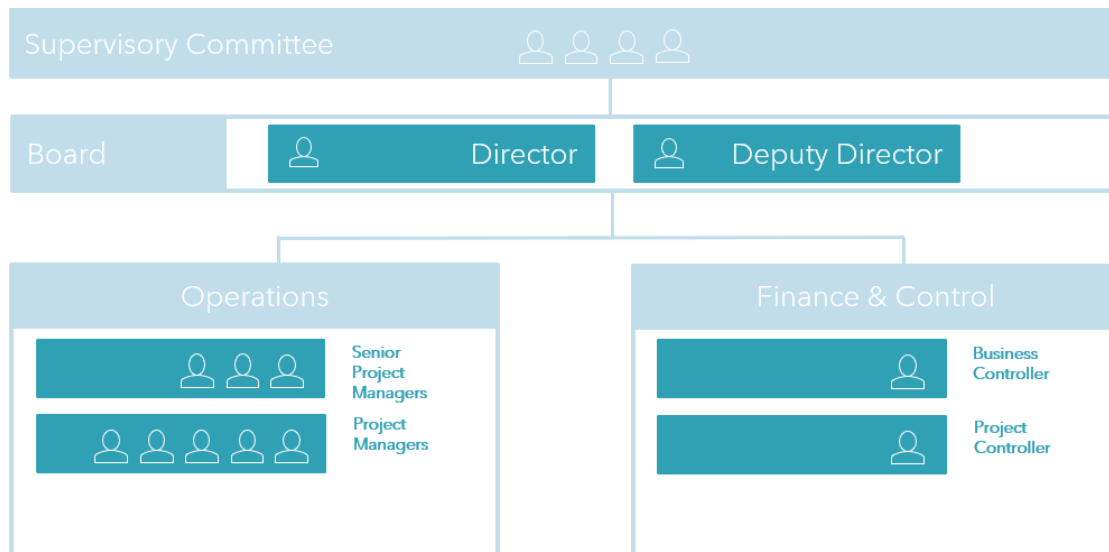 Supervisory Committee
Board
Director
Deputy Director
Operations
Finance & Control
Senior
Project
Managers
Project
Managers
Business
Controller
Project
Controller